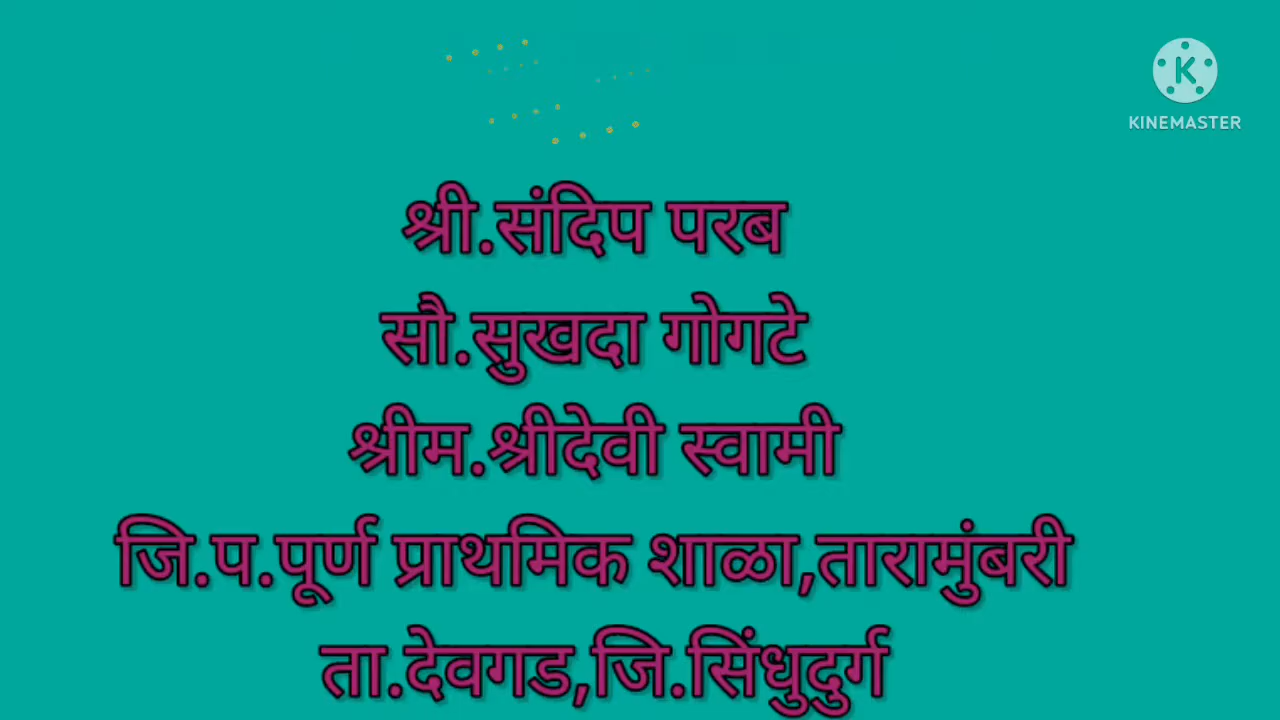 KINEMASTER
श्री.संदिप परब
सौ.सुखदा गोगटे
श्रीम.श्रीदेवी स्वामी
जि.प.पूर्ण प्राथमिक शाळा,तारामुंबरी
ता.देवगड,जि.सिंधुदुर्ग